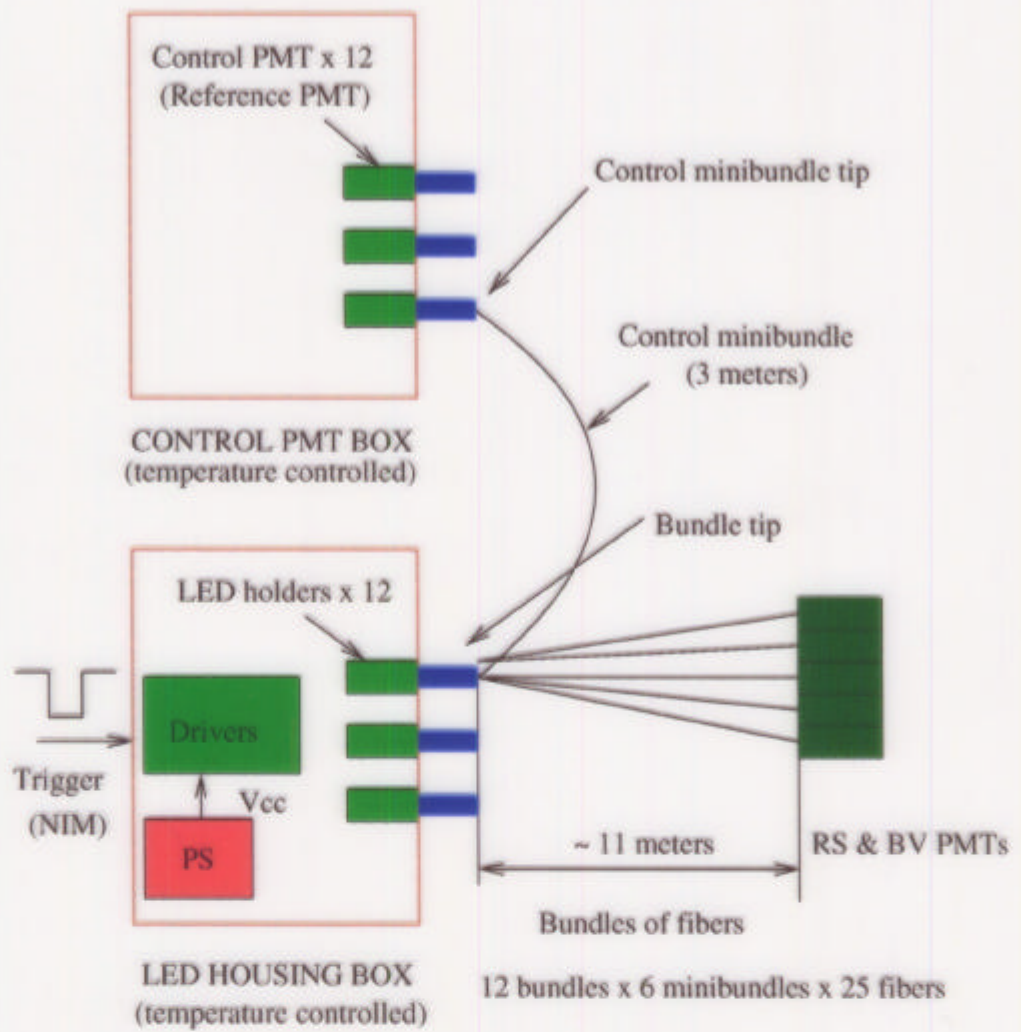 Control PMT x 12
(Reference PMT)
Control minibundle tip
Control minibundle
(3 meters)
CONTROL PMT BOX
(temperature controlled)
Bundle tip
LED holders x 12
Drivers
Trigger
(NIM)
Vcc
PS
~ 11 meters
RS & BV PMTs
Bundles of fibers
LED HOUSING BOX
(temperature controlled)
12 bundles x 6 minibundles x 25 fibers